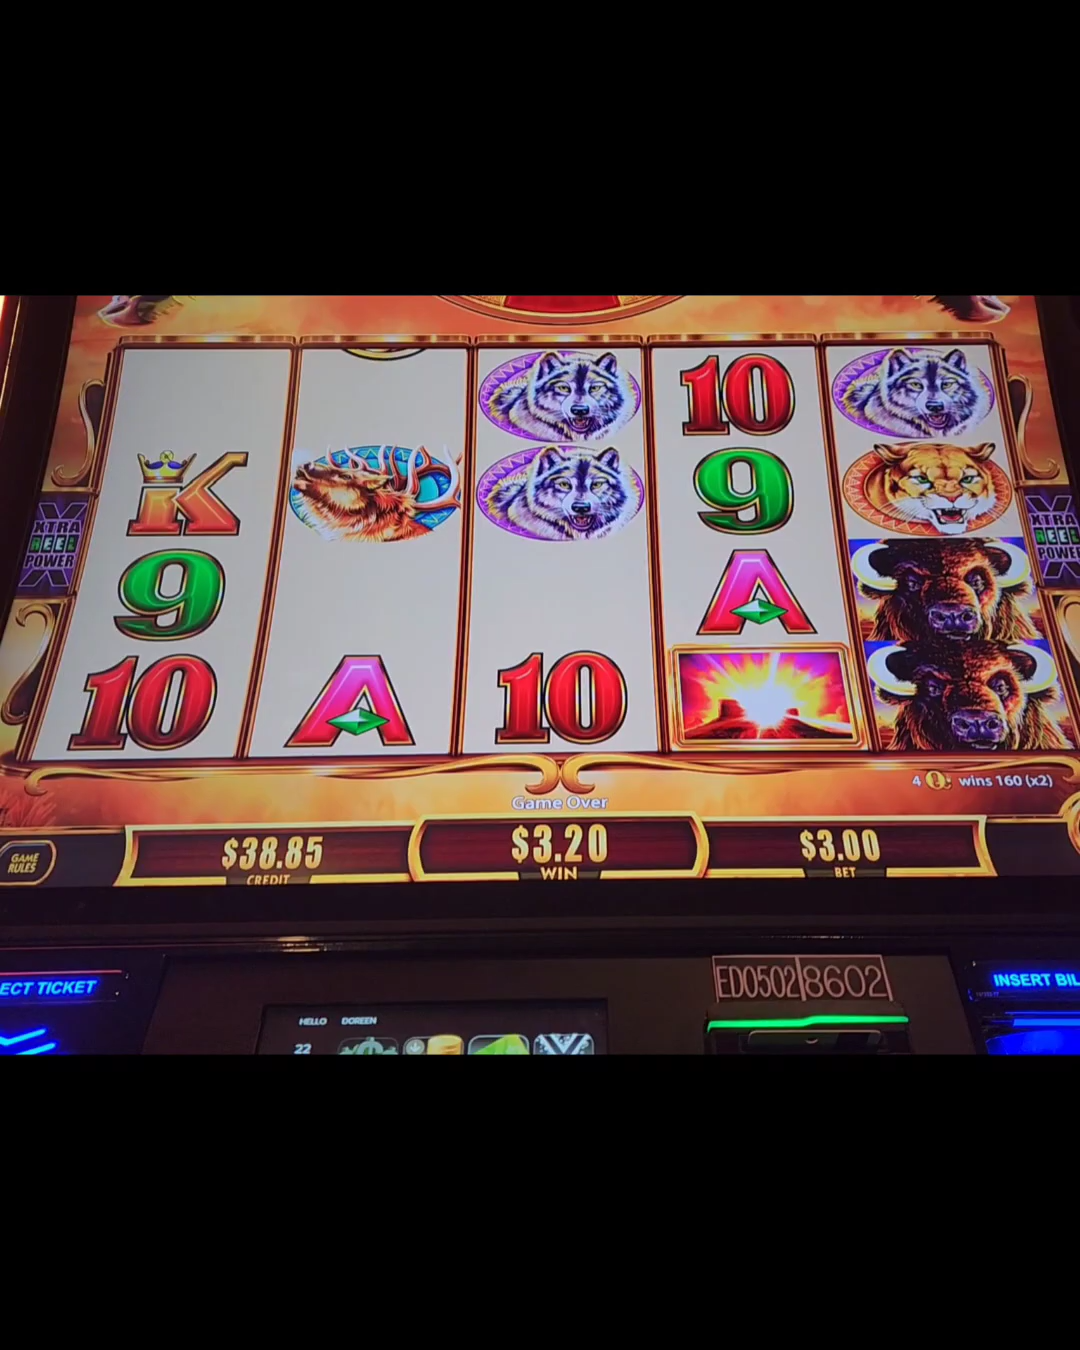 10
K
9
9
XTRA
REEL
POWER
X
A
XTRA
REEL
POWER
X
10
A
10
4 wins 160 (x2)
Game Over
GAME
RULES
$38.85
CREDIT
$3.20
WIN
$3.00
BET
ECT TICKET
ED0502 8602
INSERT BIL
HELLO DOREEN
22